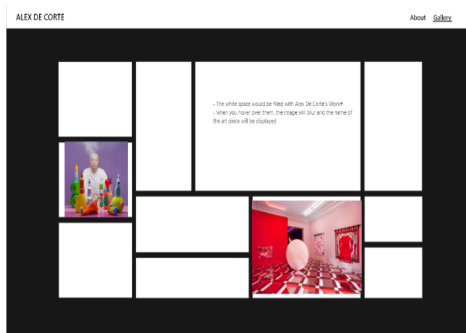 ALEX DE CORTE
About Gallery
- The white space would be filled with Alex De Corte's Work#
- when you hover over them, the image will blur and the name of
the art piece will be displayed